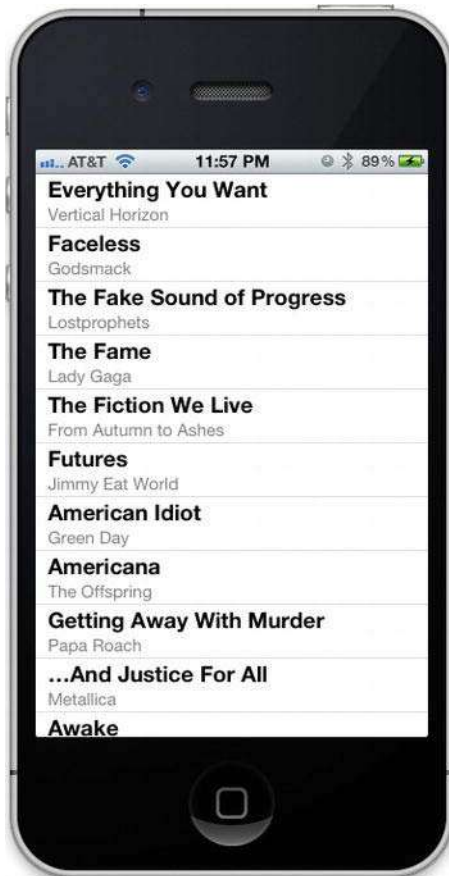 AT&T 11:57 PM 89%
Everything You Want
Vertical Horizon
Faceless
Godsmack
The Fake Sound of Progress
Lostprophets
The Fame
Lady Gaga
The Fiction We Live
From Autumn to Ashes
Futures
Jimmy Eat World
American Idiot
Green Day
Americana
The Offspring
Getting Away With Murder
Papa Roach
…And Justice For All
Metallica
Awake